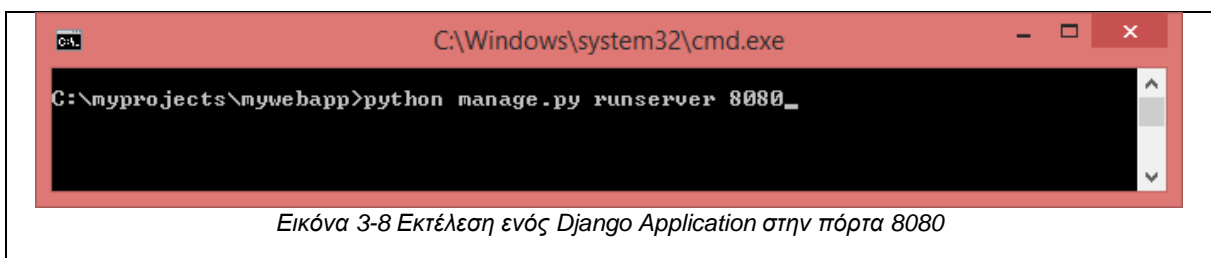 C:\Windows\system32\cmd.exe
C:\myprojects\mywebapp>python manage.py runserver 8080_
Εικόνα 3-8 Εκτέλεση ενός Django Application στην πόρτα 8080